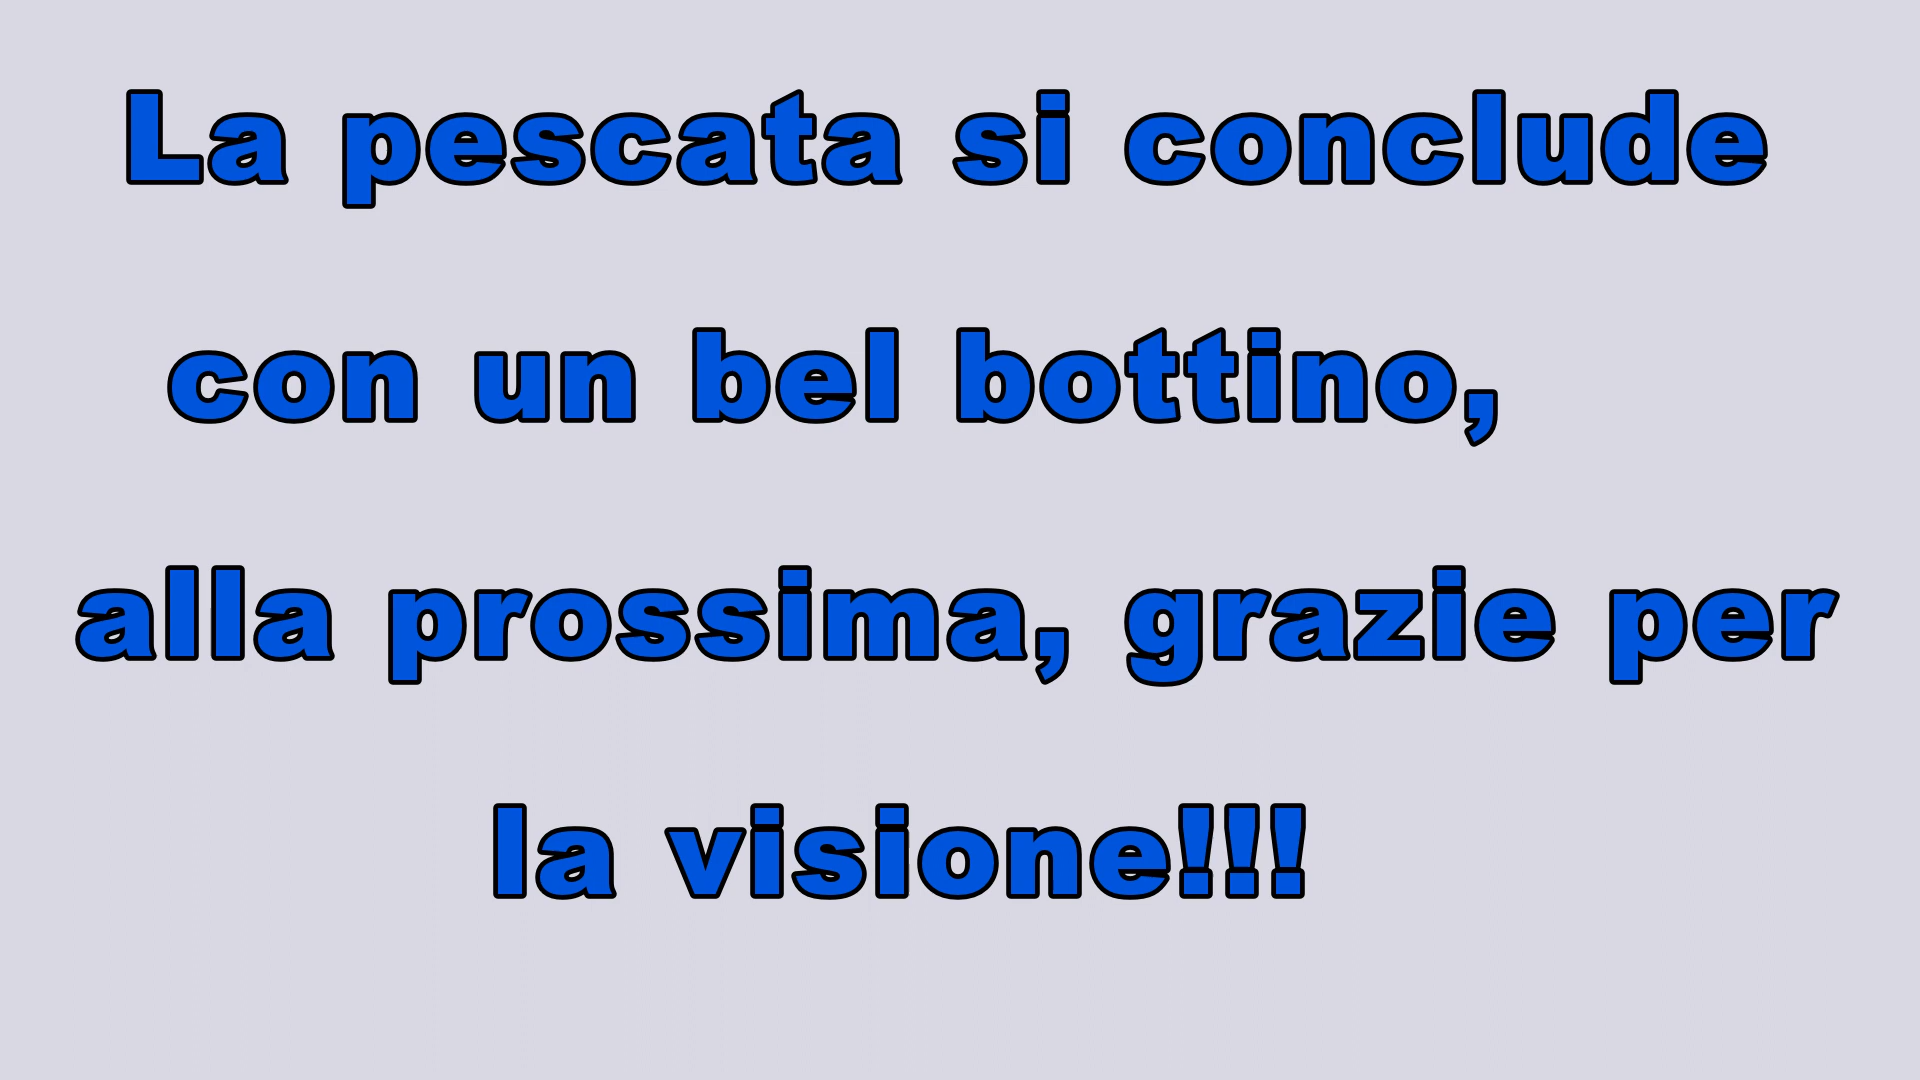 La pescata si conclude
con un bel bottino,
alla prossima, grazie per
la visione!!!